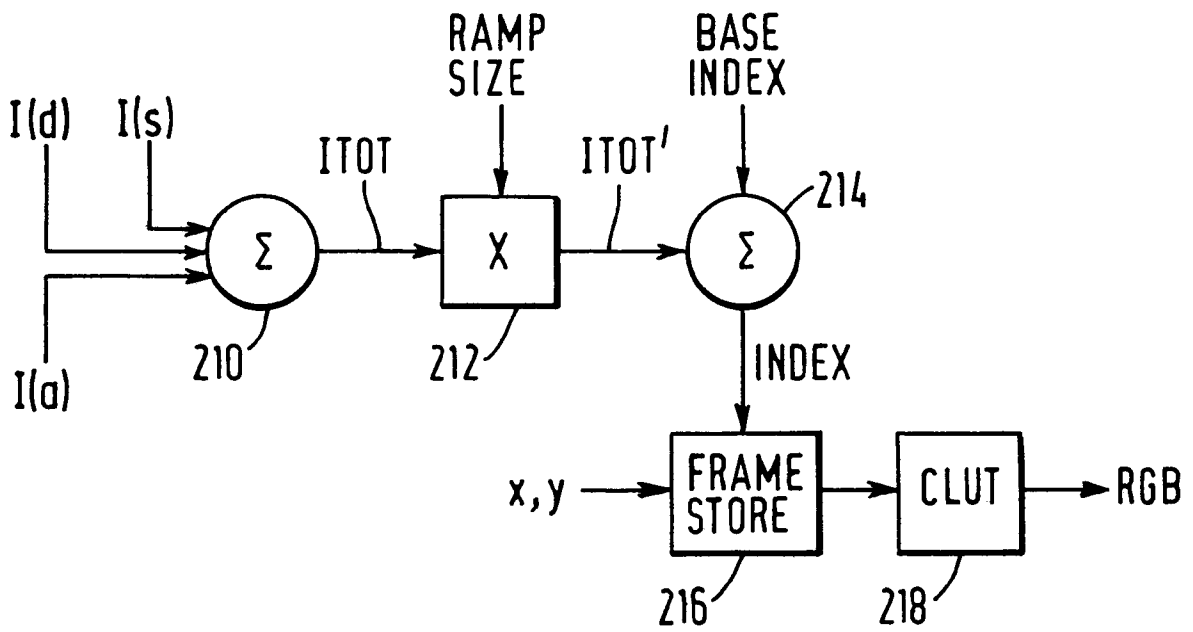 RAMP
SIZE
BASE
INDEX
I(d)
I(s)
ITOT
ITOT'
214
Σ
X
Σ
210
212
I(a)
INDEX
x,y
FRAME
STORE
CLUT
RGB
216
218